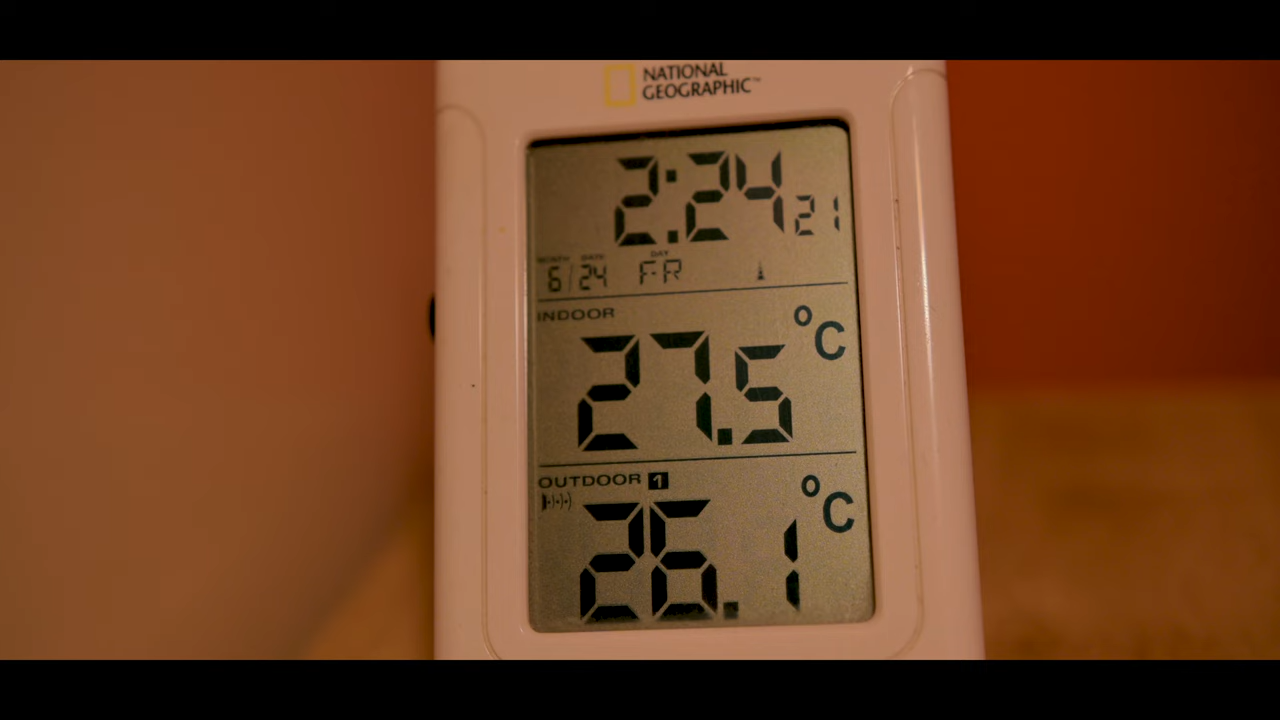 NATIONAL
GEOGRAPHIC™
2:24 21
MONTH DATE DAY
6/24 FR
INDOOR
27.5 °C
OUTDOOR 1
26.1 °C